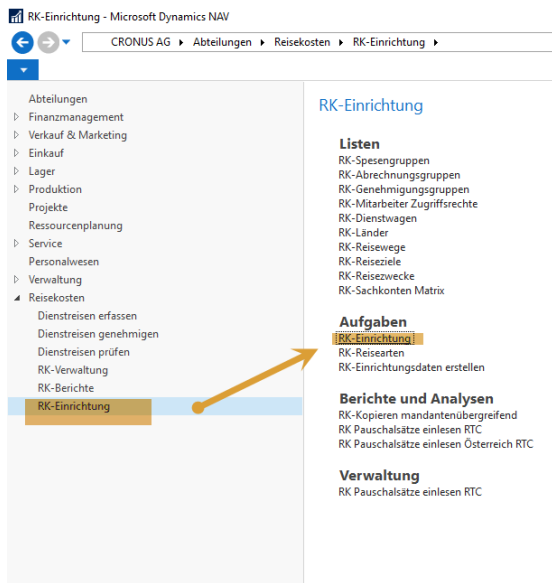 RK-Einrichtung - Microsoft Dynamics NAV
CRONUS AG ▸ Abteilungen ▸ Reisekosten ▸ RK-Einrichtung ▸
Abteilungen
Finanzmanagement
Verkauf & Marketing
Einkauf
Lager
Produktion
Projekte
Ressourcenplanung
Service
Personalwesen
Verwaltung
Reisekosten
Dienstreisen erfassen
Dienstreisen genehmigen
Dienstreisen prüfen
RK-Verwaltung
RK-Berichte
RK-Einrichtung
RK-Einrichtung
Listen
RK-Spesengruppen
RK-Abrechnungsgruppen
RK-Genehmigungsgruppen
RK-Mitarbeiter Zugriffsrechte
RK-Dienstwagen
RK-Länder
RK-Reisewege
RK-Reiseziele
RK-Reisezwecke
RK-Sachkonten Matrix
Aufgaben
RK-Einrichtung
RK-Reisearten
RK-Einrichtungsdaten erstellen
Berichte und Analysen
RK-Kopieren mandantenübergreifend
RK Pauschalsätze einlesen RTC
RK Pauschalsätze einlesen Österreich RTC
Verwaltung
RK Pauschalsätze einlesen RTC